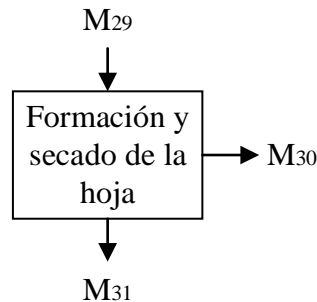 M29
Formación y
secado de la
hoja
M30
M31